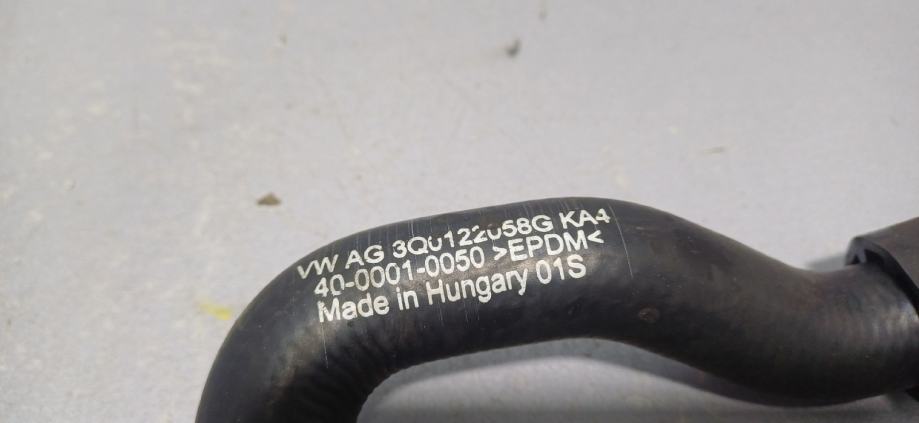 VW AG 3Q0122058G KA4
40-0001-0050 >EPDM<
Made in Hungary 01S